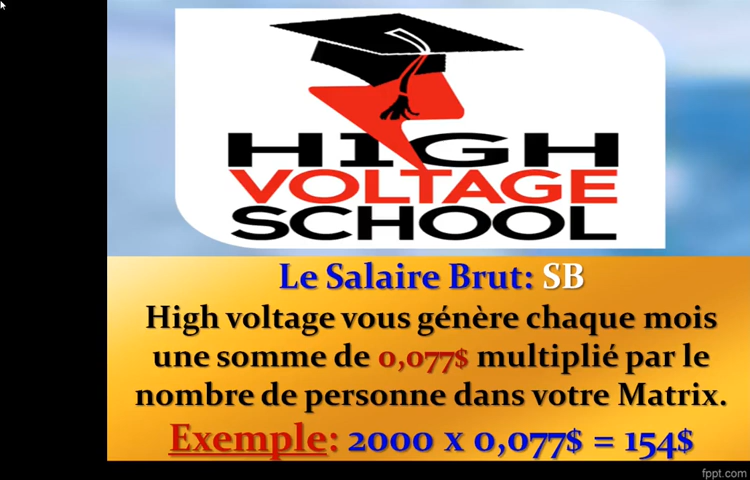 HIGH
VOLTAGE
SCHOOL
Le Salaire Brut: SB
High voltage vous génère chaque mois
une somme de 0,077$ multiplié par le
nombre de personne dans votre Matrix.
Exemple: 2000 x 0,077$ = 154$
fppt.com